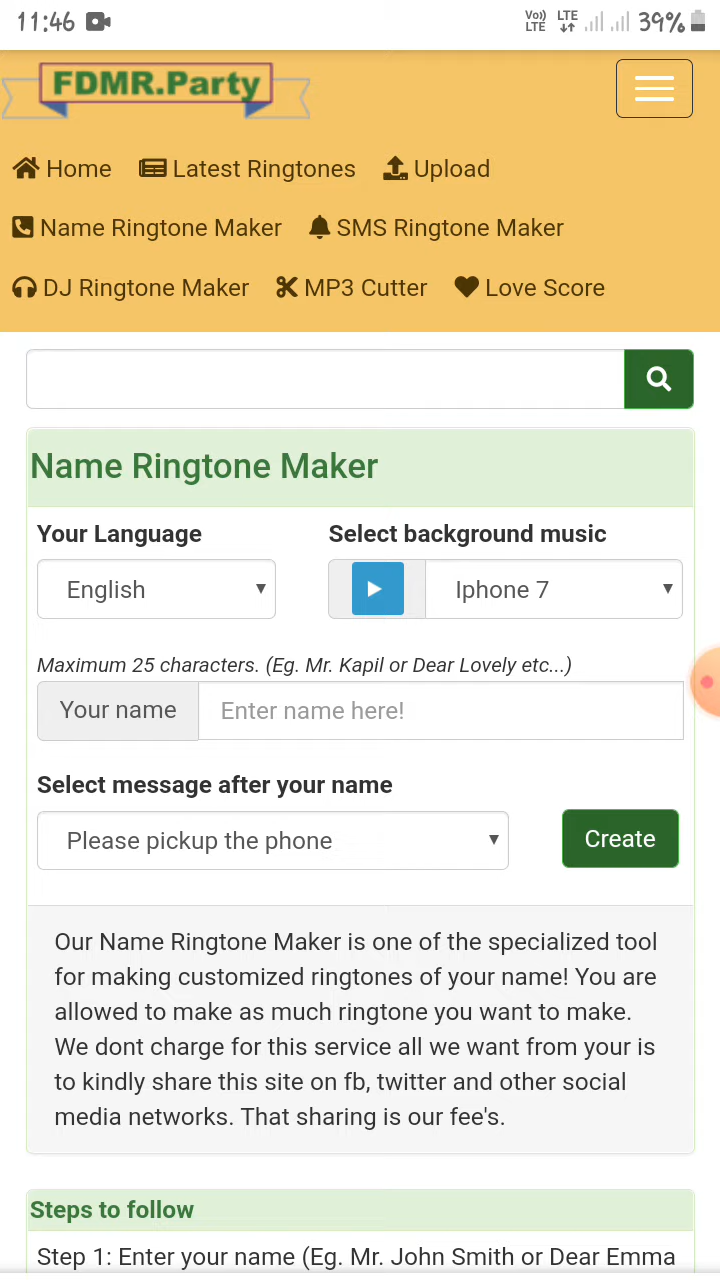 11:46 Vo)) LTE LTE 39%
FDMR.Party
Home Latest Ringtones Upload
Name Ringtone Maker SMS Ringtone Maker
DJ Ringtone Maker MP3 Cutter Love Score
Name Ringtone Maker
Your Language Select background music
English Iphone 7
Maximum 25 characters. (Eg. Mr. Kapil or Dear Lovely etc...)
Your name Enter name here!
Select message after your name
Please pickup the phone Create
Our Name Ringtone Maker is one of the specialized tool
for making customized ringtones of your name! You are
allowed to make as much ringtone you want to make.
We dont charge for this service all we want from your is
to kindly share this site on fb, twitter and other social
media networks. That sharing is our fee's.
Steps to follow
Step 1: Enter your name (Eg. Mr. John Smith or Dear Emma